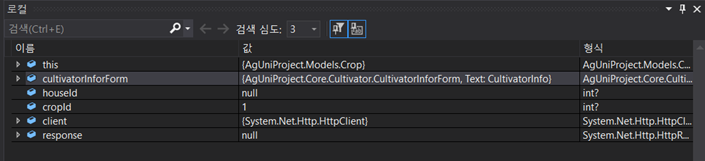 로컬
검색(Ctrl+E) 검색 심도: 3
이름 값 형식
this {AgUniProject.Models.Crop} AgUniProject.Models.C...
cultivatorInforForm {AgUniProject.Core.Cultivator.CultivatorInforForm, Text: CultivatorInfo} AgUniProject.Core.Culti...
houseId null int?
cropId 1 int?
client {System.Net.Http.HttpClient} System.Net.Http.HttpCl...
response null System.Net.Http.HttpR...